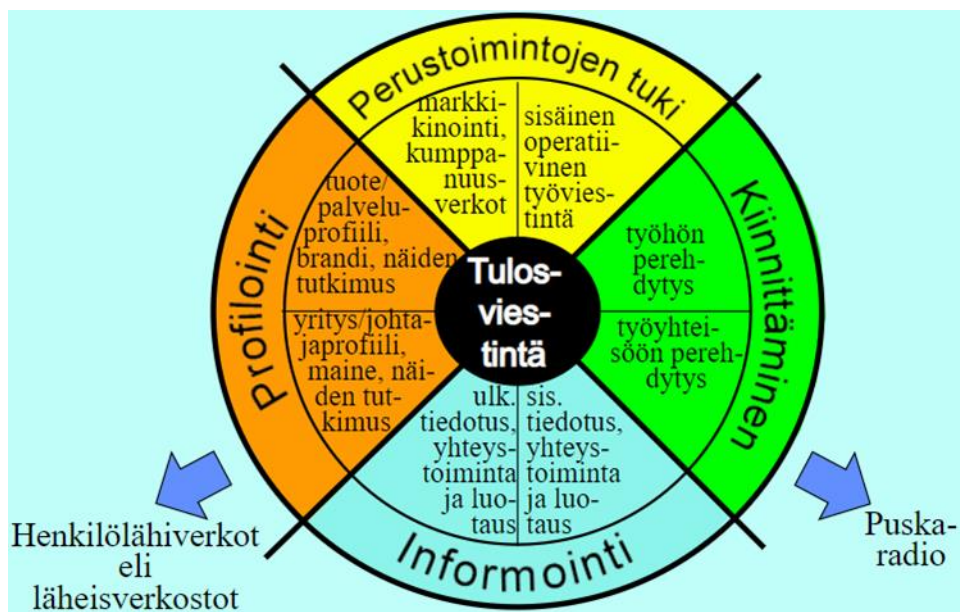 Perustoimintojen tuki
markki-
kinointi,
kumppa-
nuus-
verkot
sisäinen
operatii-
vinen
työvies-
tintä
Profilointi
tuote/
palvelu-
profiili,
brandi, näiden
tutkimus
yritys/johta-
japrofiili,
maine, näi-
den tut-
kimus
Tulos-
vies-
tintä
Kiinnittäminen
työhön
pereh-
dytys
työyhtei-
söön pereh-
dytys
ulk.
tiedotus,
yhteys-
toiminta
ja luo-
taus
sis.
tiedotus,
yhteys-
toiminta
ja luo-
taus
Informointi
Henkilölähiverkot
eli
läheisverkostot
Puska-
radio